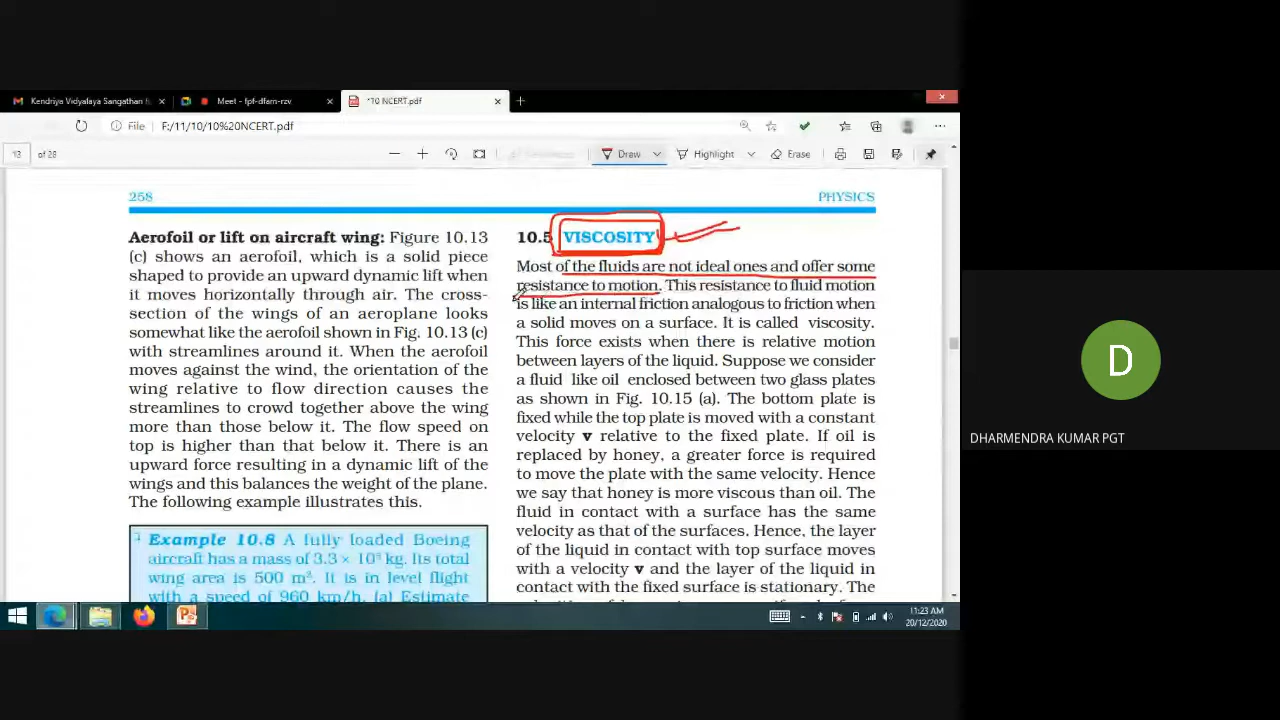 Kendriya Vidyalaya Sangathan
Meet - fpf-dfam-rzv
*10 NCERT.pdf
File
F:/11/10/10%20NCERT.pdf
13 of 28
Draw
Highlight
Erase
258
PHYSICS
Aerofoil or lift on aircraft wing: Figure 10.13
(c) shows an aerofoil, which is a solid piece
shaped to provide an upward dynamic lift when
it moves horizontally through air. The cross-
section of the wings of an aeroplane looks
somewhat like the aerofoil shown in Fig. 10.13 (c)
with streamlines around it. When the aerofoil
moves against the wind, the orientation of the
wing relative to flow direction causes the
streamlines to crowd together above the wing
more than those below it. The flow speed on
top is higher than that below it. There is an
upward force resulting in a dynamic lift of the
wings and this balances the weight of the plane.
The following example illustrates this.
Example 10.8 A fully loaded Boeing
aircraft has a mass of 3.3 × 10⁵ kg. Its total
wing area is 500 m². It is in level flight
with a speed of 960 km/h. (a) Estimate
10.5 VISCOSITY
Most of the fluids are not ideal ones and offer some
resistance to motion. This resistance to fluid motion
is like an internal friction analogous to friction when
a solid moves on a surface. It is called viscosity.
This force exists when there is relative motion
between layers of the liquid. Suppose we consider
a fluid like oil enclosed between two glass plates
as shown in Fig. 10.15 (a). The bottom plate is
fixed while the top plate is moved with a constant
velocity v relative to the fixed plate. If oil is
replaced by honey, a greater force is required
to move the plate with the same velocity. Hence
we say that honey is more viscous than oil. The
fluid in contact with a surface has the same
velocity as that of the surfaces. Hence, the layer
of the liquid in contact with top surface moves
with a velocity v and the layer of the liquid in
contact with the fixed surface is stationary. The
D
DHARMENDRA KUMAR PGT
11:23 AM
20/12/2020